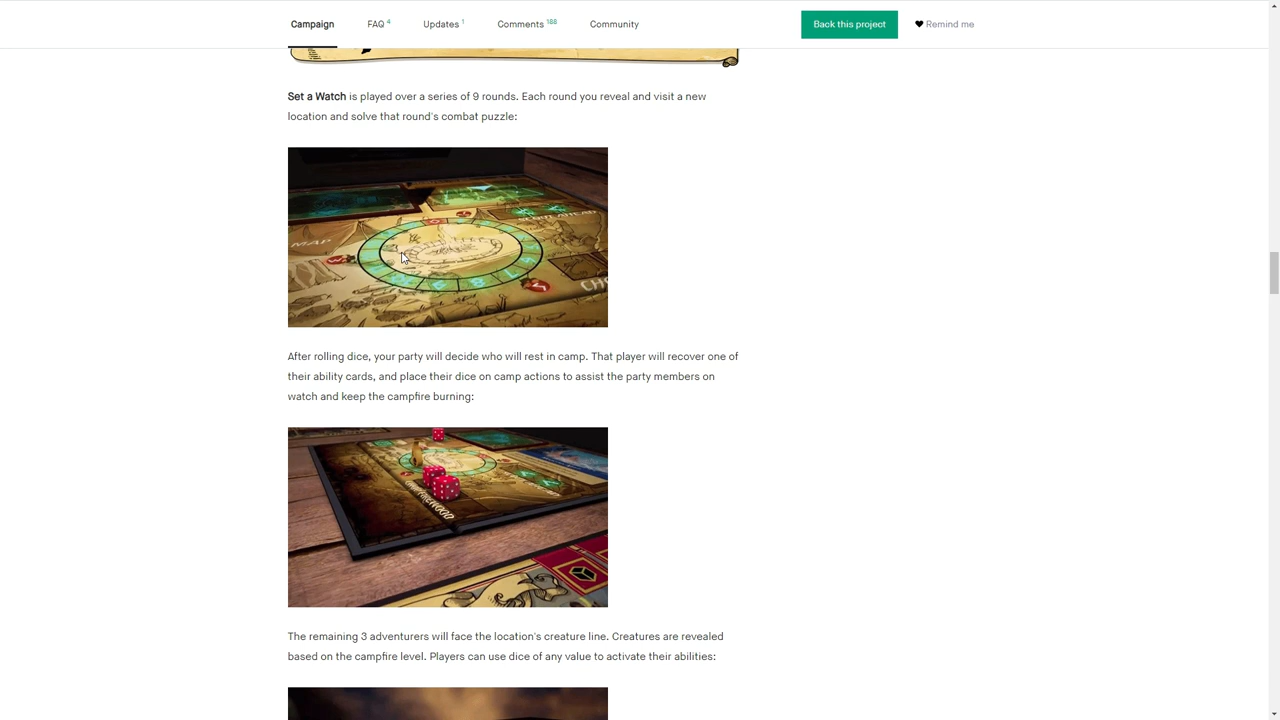 Campaign FAQ 4 Updates 1 Comments 188 Community Back this project Remind me
Set a Watch is played over a series of 9 rounds. Each round you reveal and visit a new
location and solve that round's combat puzzle:
MAP
After rolling dice, your party will decide who will rest in camp. That player will recover one of
their ability cards, and place their dice on camp actions to assist the party members on
watch and keep the campfire burning:
FIREWOOD
The remaining 3 adventurers will face the location's creature line. Creatures are revealed
based on the campfire level. Players can use dice of any value to activate their abilities: